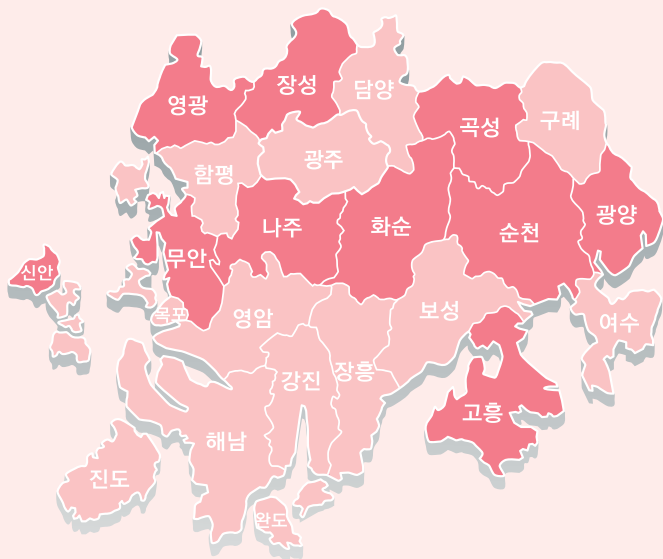 장성
담양
영광
곡성
구례
광주
함평
나주
화순
순천
광양
무안
신안
목포
영암
보성
여수
강진
장흥
고흥
해남
진도
완도